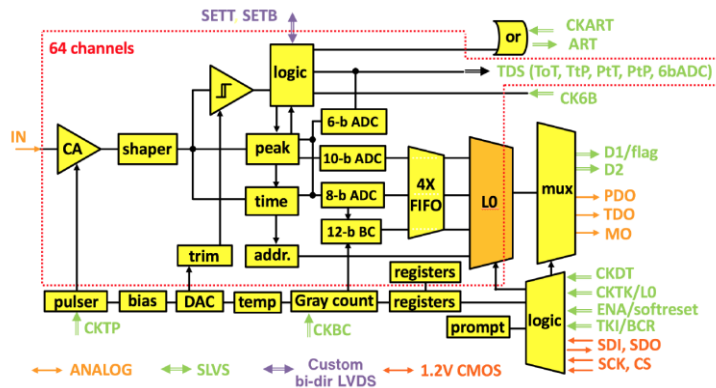 SETT SETB
CKART
or
ART
64 channels
logic
TDS (ToT, TtP, PtT, PtP, 6bADC)
CK6B
6-b ADC
IN
CA
shaper
peak
10-b ADC
D1/flag
D2
4X
FIFO
L0
mux
time
8-b ADC
PDO
TDO
12-b BC
MO
trim
addr.
registers
CKDT
pulser
bias
DAC
temp
Gray count
registers
CKTK/L0
ENA/softreset
prompt
logic
TKI/BCR
CKTP
CKBC
SDI, SDO
SCK, CS
ANALOG
SLVS
Custom
bi-dir LVDS
1.2V CMOS